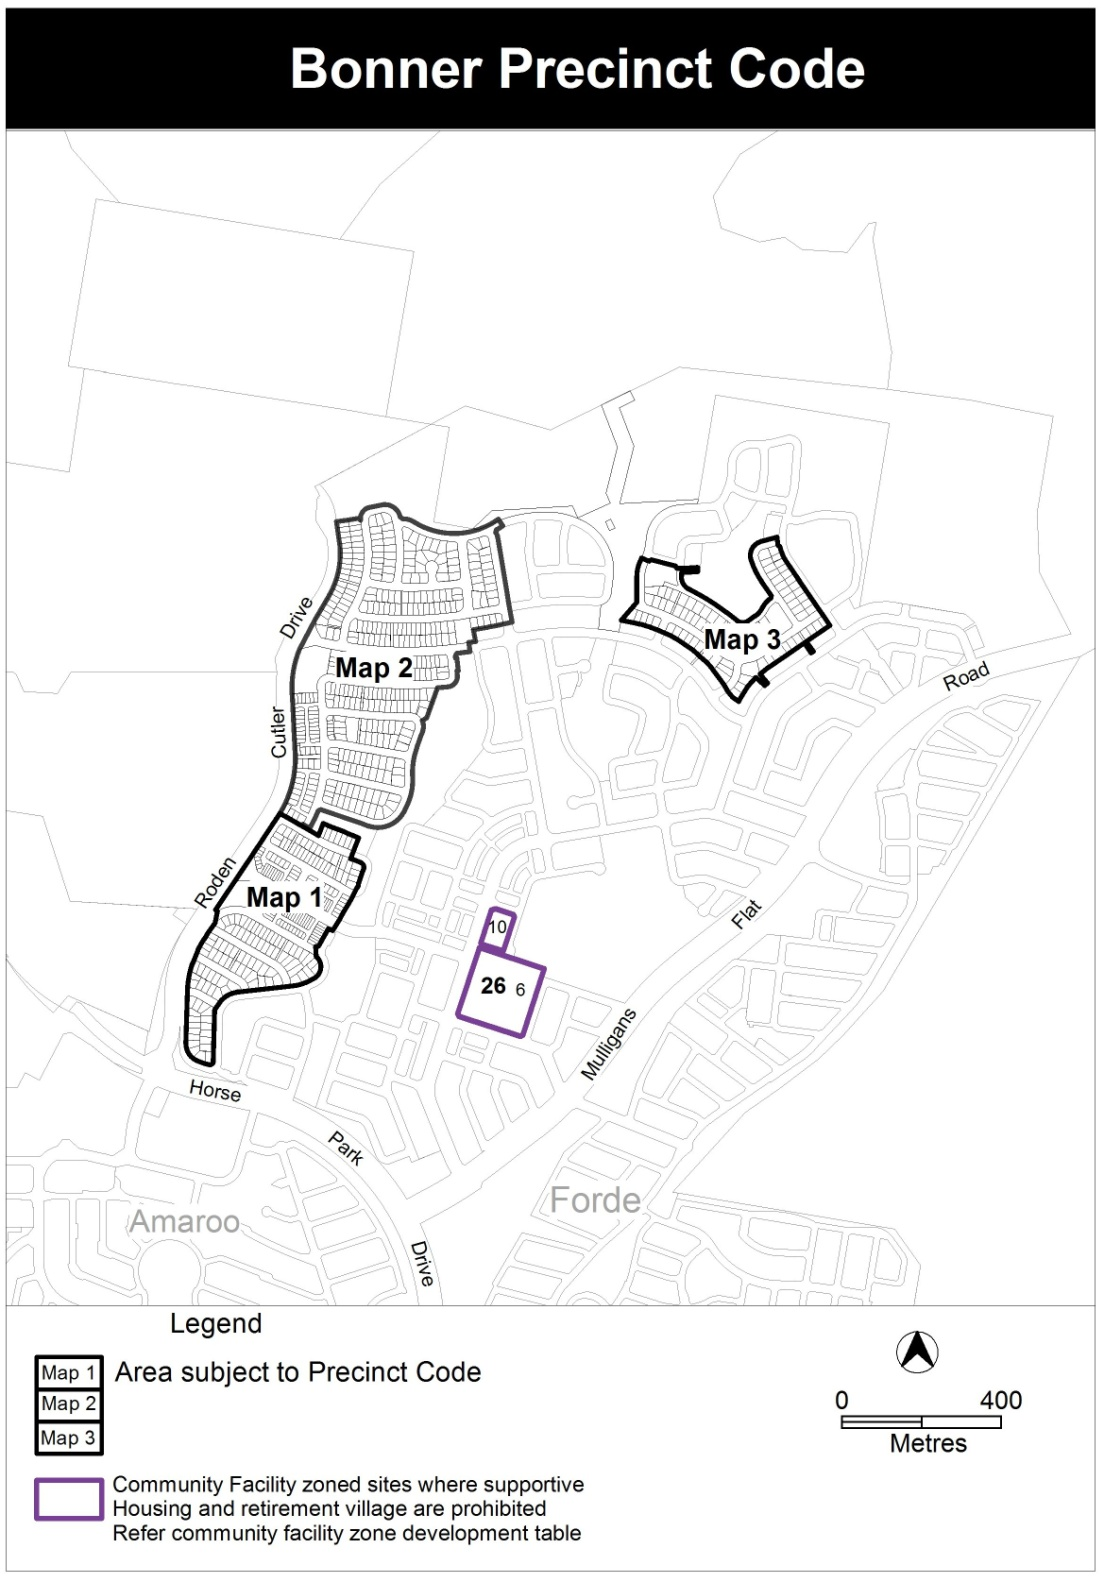 Bonner Precinct Code
Drive
Map 3
Map 2
Road
Cutler
Roden
Map 1
Flat
10
26 6
Mulligans
Horse
Park
Forde
Amaroo
Drive
Legend
Map 1 Area subject to Precinct Code
Map 2
Map 3
0 400
Metres
Community Facility zoned sites where supportive
Housing and retirement village are prohibited
Refer community facility zone development table